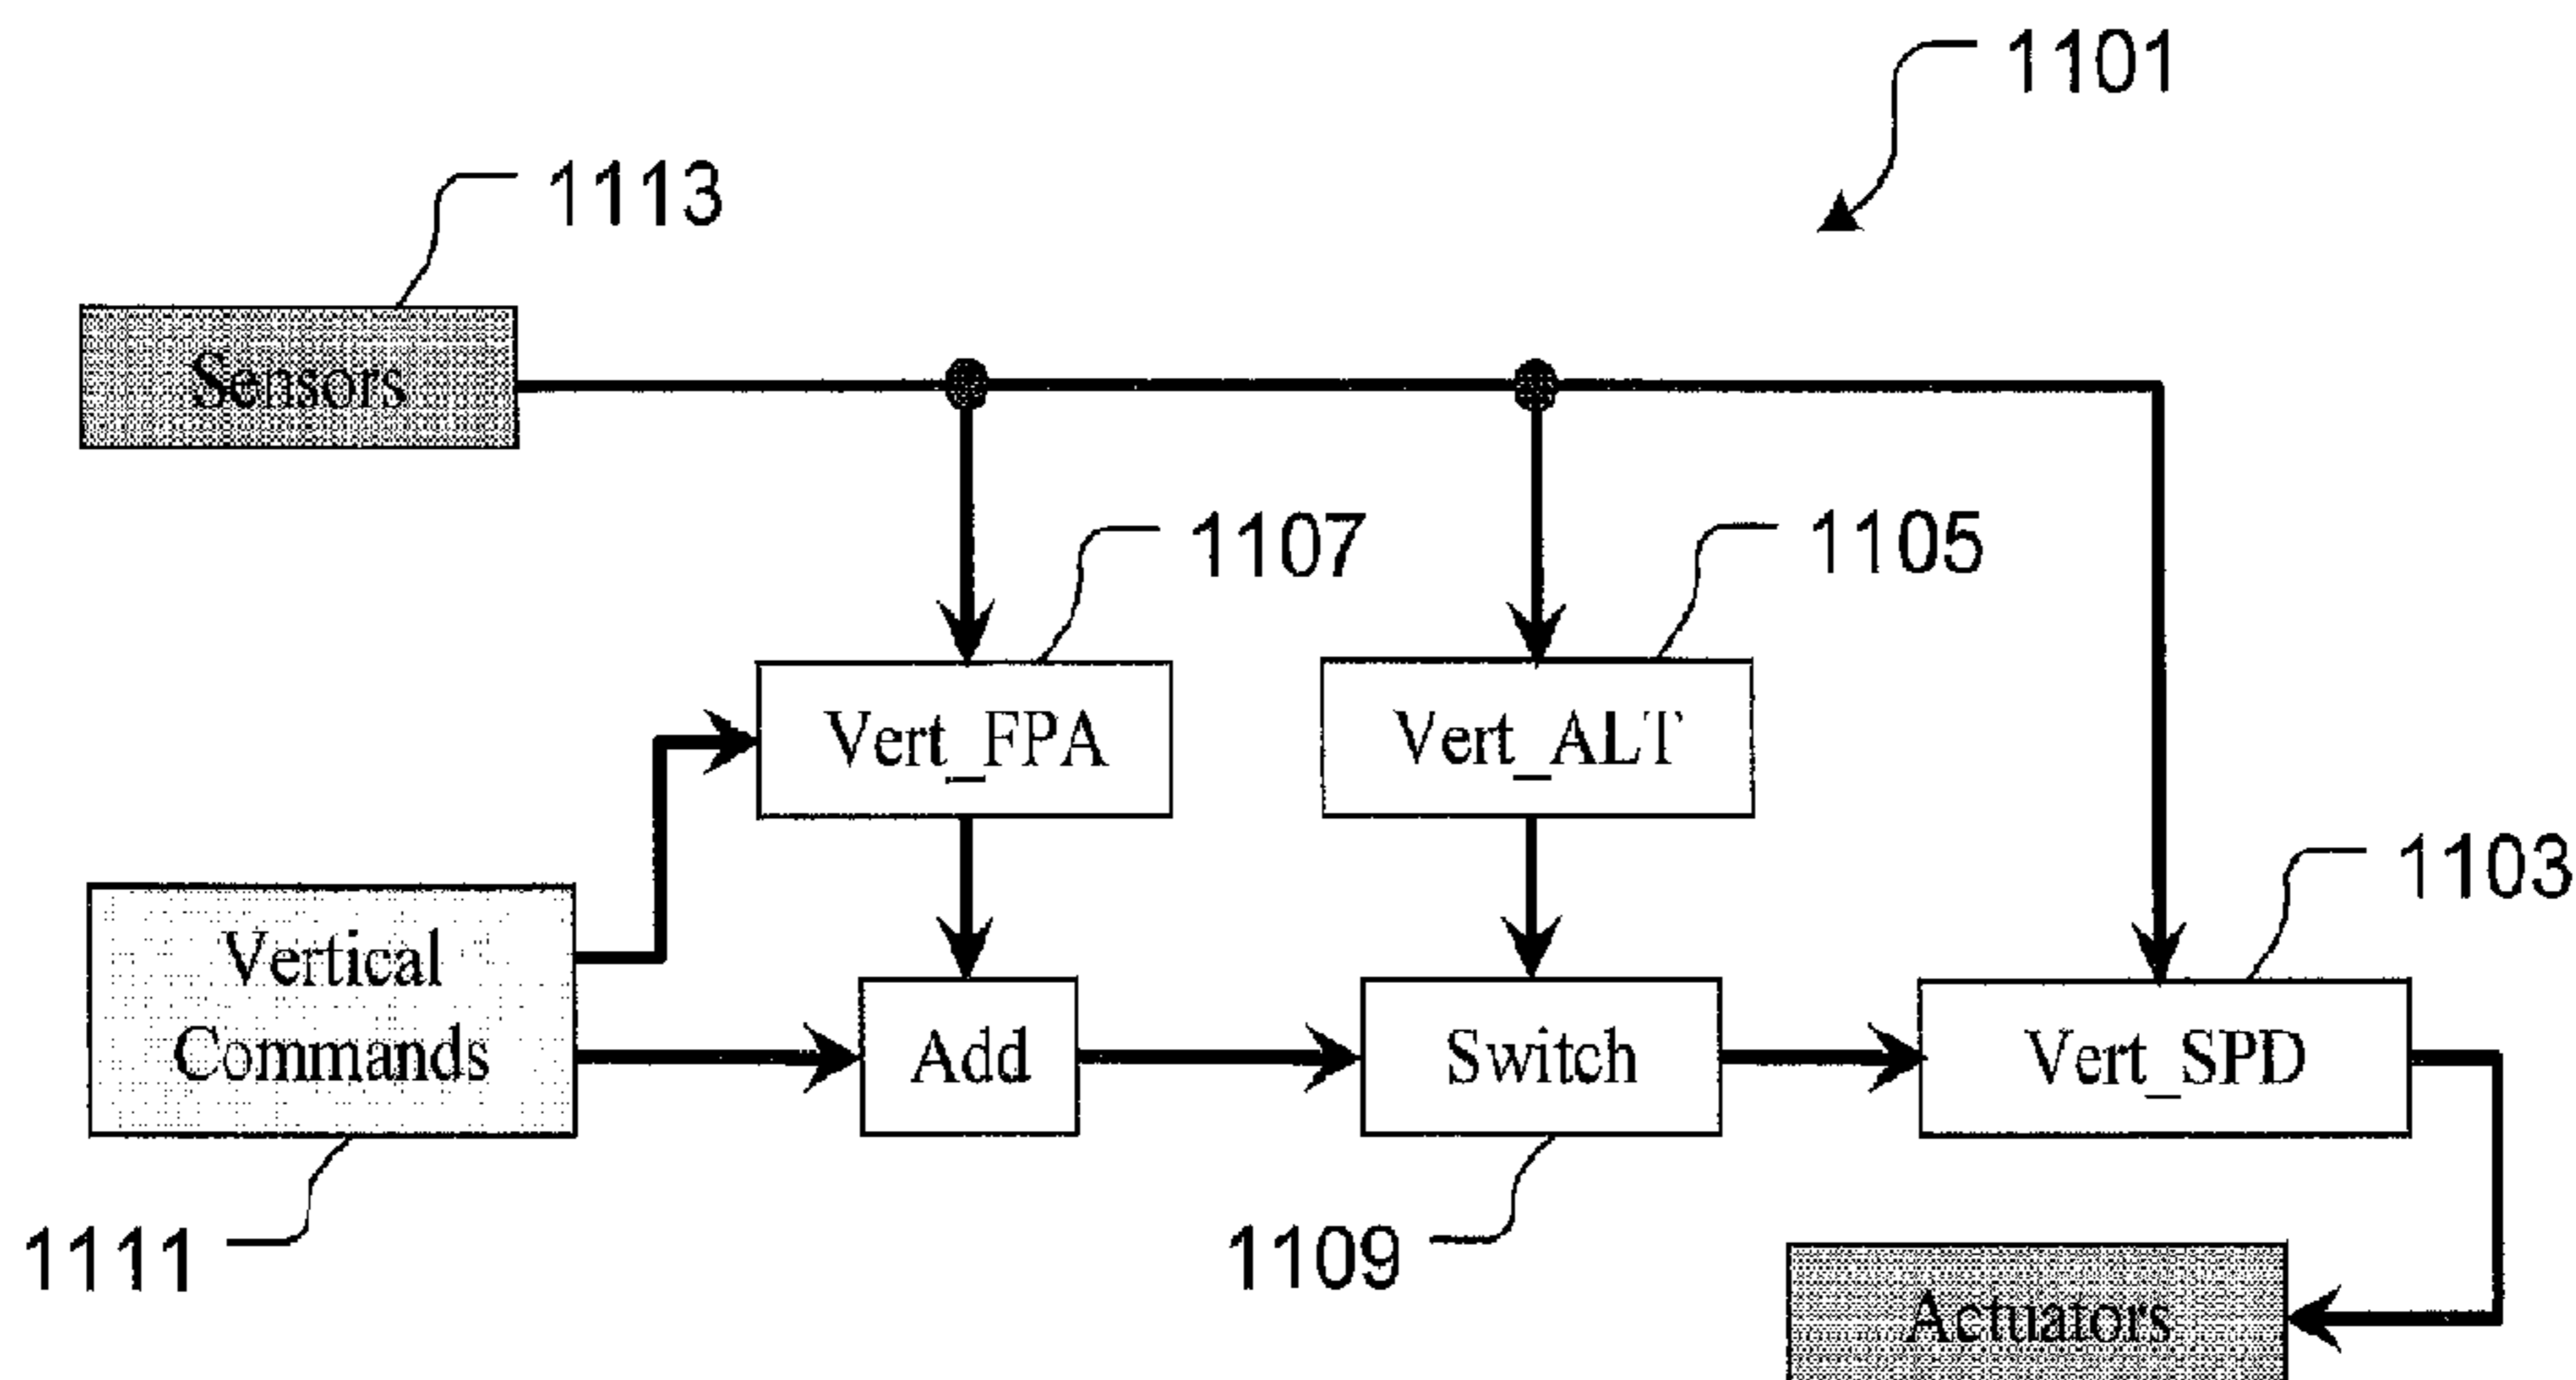 1101
1113
Sensors
1107
1105
Vert_FPA
Vert_ALT
1103
Vertical
Commands
Add
Switch
Vert_SPD
1111
1109
Actuators